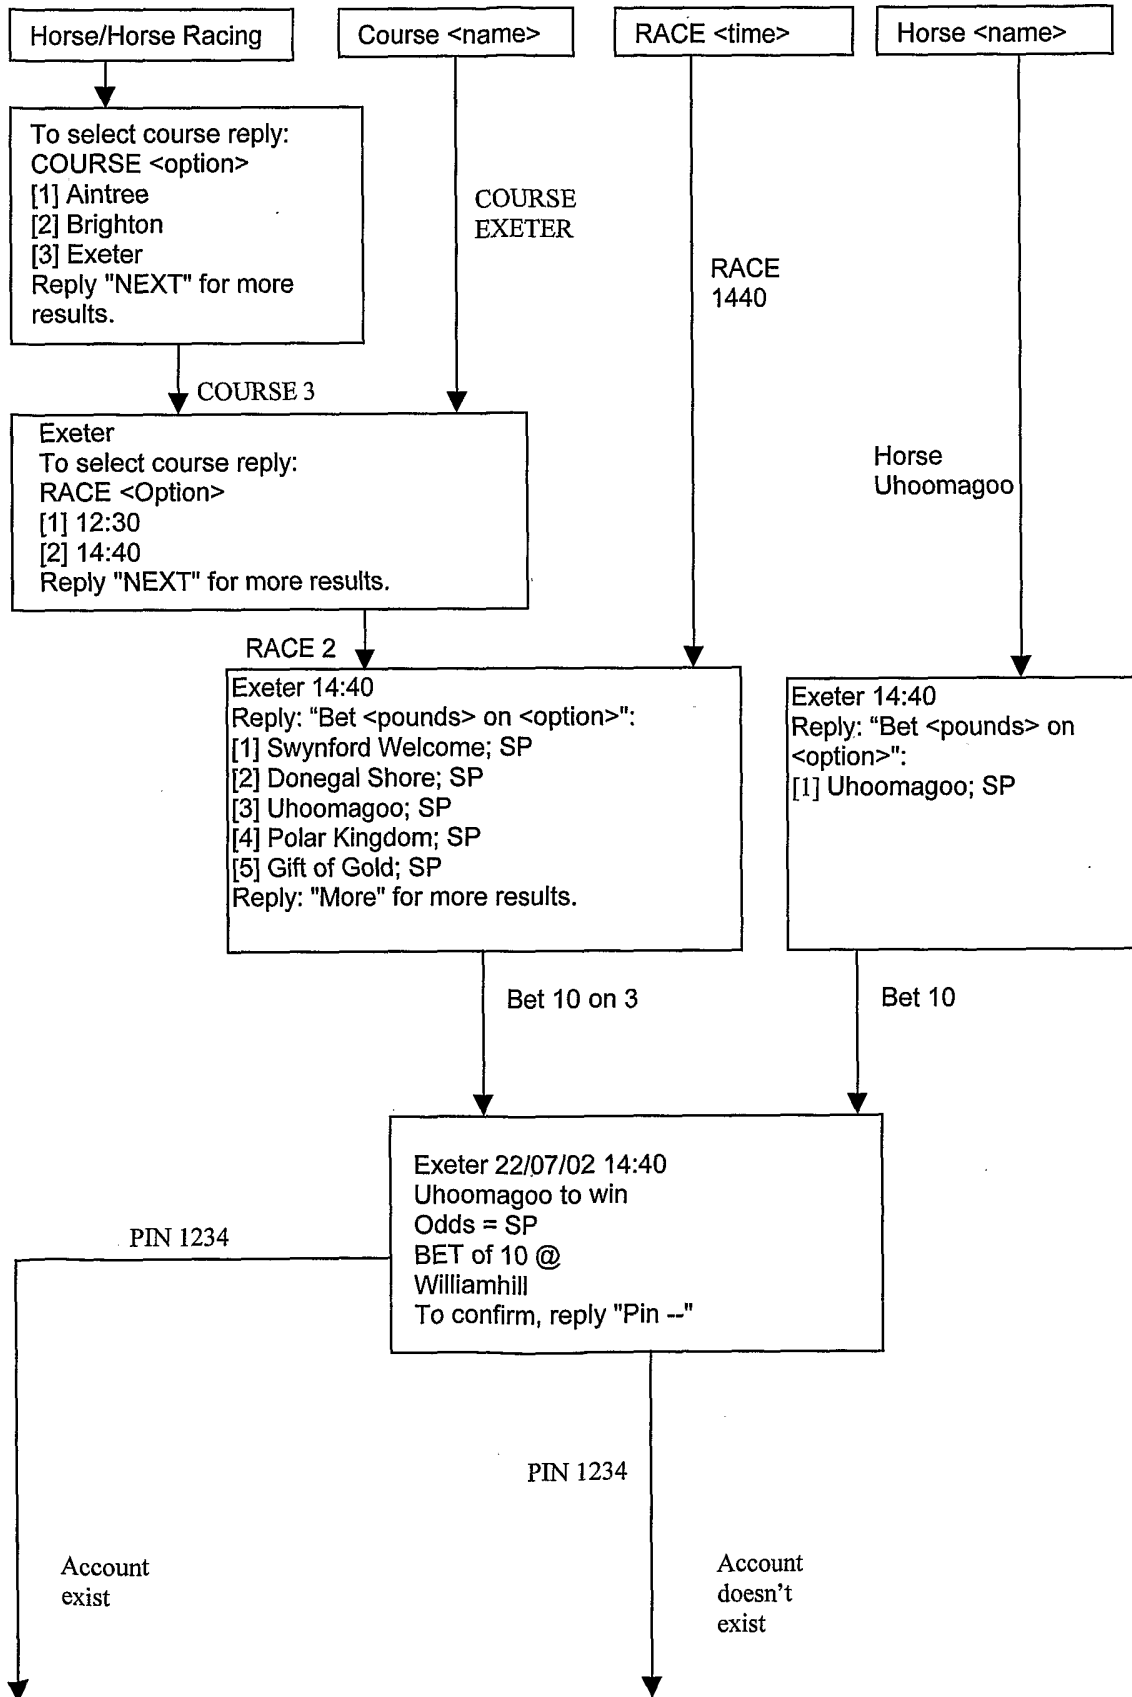 Horse/Horse Racing
Course <name>
RACE <time>
Horse <name>
To select course reply:
COURSE <option>
[1] Aintree
[2] Brighton
[3] Exeter
Reply "NEXT" for more
results.
COURSE
EXETER
RACE
1440
COURSE 3
Exeter
To select course reply:
RACE <Option>
[1] 12:30
[2] 14:40
Reply "NEXT" for more results.
Horse
Uhoomagoo
RACE 2
Exeter 14:40
Reply: “Bet <pounds> on <option>”:
[1] Swynford Welcome; SP
[2] Donegal Shore; SP
[3] Uhoomagoo; SP
[4] Polar Kingdom; SP
[5] Gift of Gold; SP
Reply: "More" for more results.
Exeter 14:40
Reply: “Bet <pounds> on
<option>”:
[1] Uhoomagoo; SP
Bet 10 on 3
Bet 10
Exeter 22/07/02 14:40
Uhoomagoo to win
Odds = SP
BET of 10 @
Williamhill
To confirm, reply "Pin --"
PIN 1234
PIN 1234
Account
exist
Account
doesn't
exist